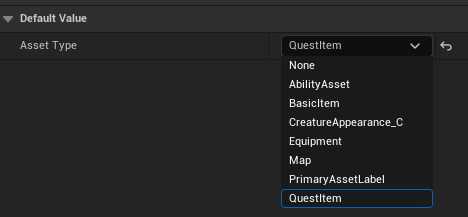 Default Value
Asset Type QuestItem
None
AbilityAsset
BasicItem
CreatureAppearance_C
Equipment
Map
PrimaryAssetLabel
QuestItem